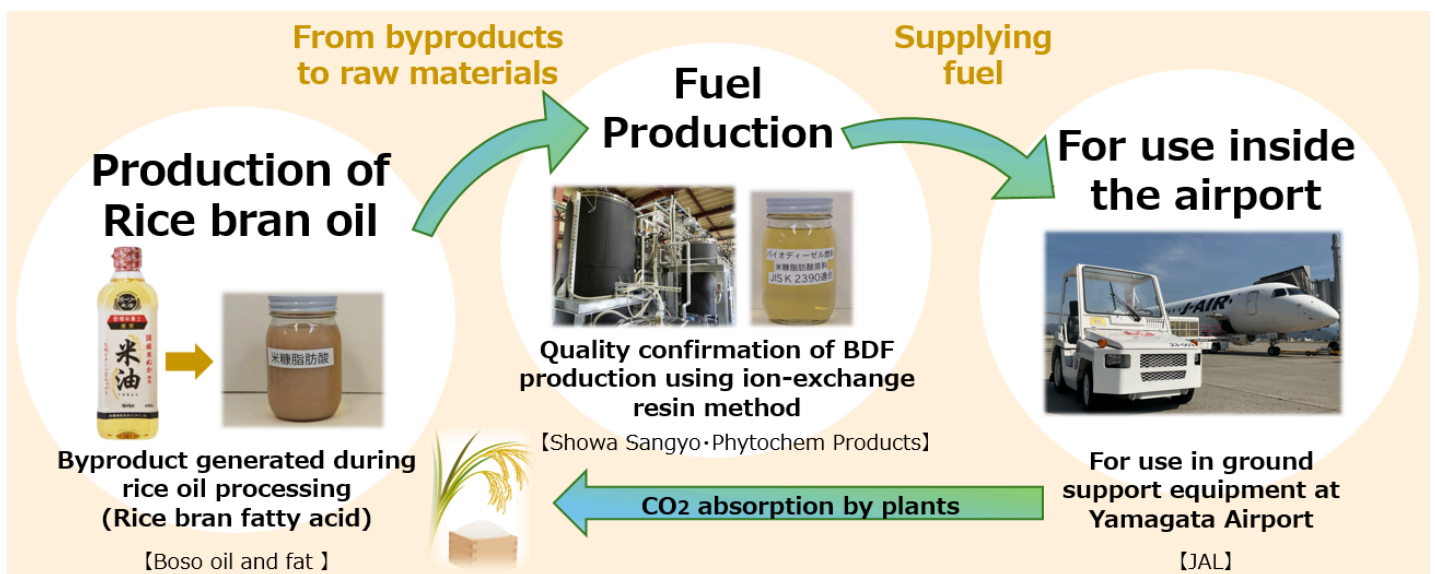 From byproducts
to raw materials
Supplying
fuel
Fuel
Production
Production of
Rice bran oil
For use inside
the airport
米油
米糠脂肪酸
バイオディーゼル燃料
米糠脂肪酸原料
JIS K 2390適合
J-AIR
Quality confirmation of BDF
production using ion-exchange
resin method
【Showa Sangyo・Phytochem Products】
Byproduct generated during
rice oil processing
(Rice bran fatty acid)
【Boso oil and fat 】
CO2 absorption by plants
For use in ground
support equipment at
Yamagata Airport
【JAL】